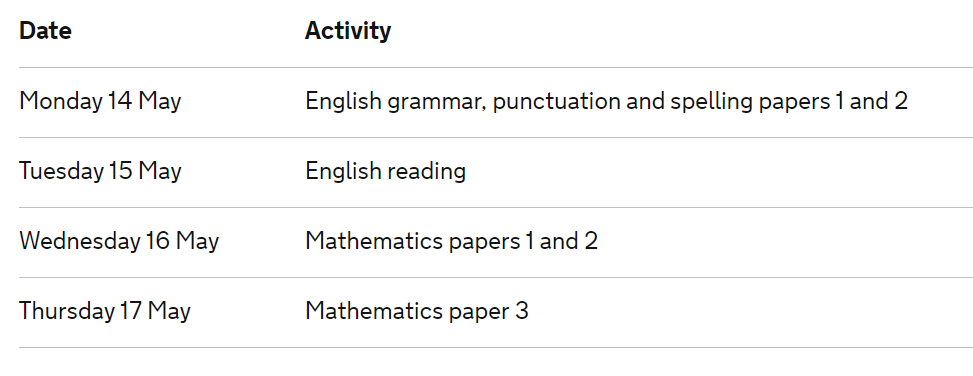 Date Activity
Monday 14 May English grammar, punctuation and spelling papers 1 and 2
Tuesday 15 May English reading
Wednesday 16 May Mathematics papers 1 and 2
Thursday 17 May Mathematics paper 3